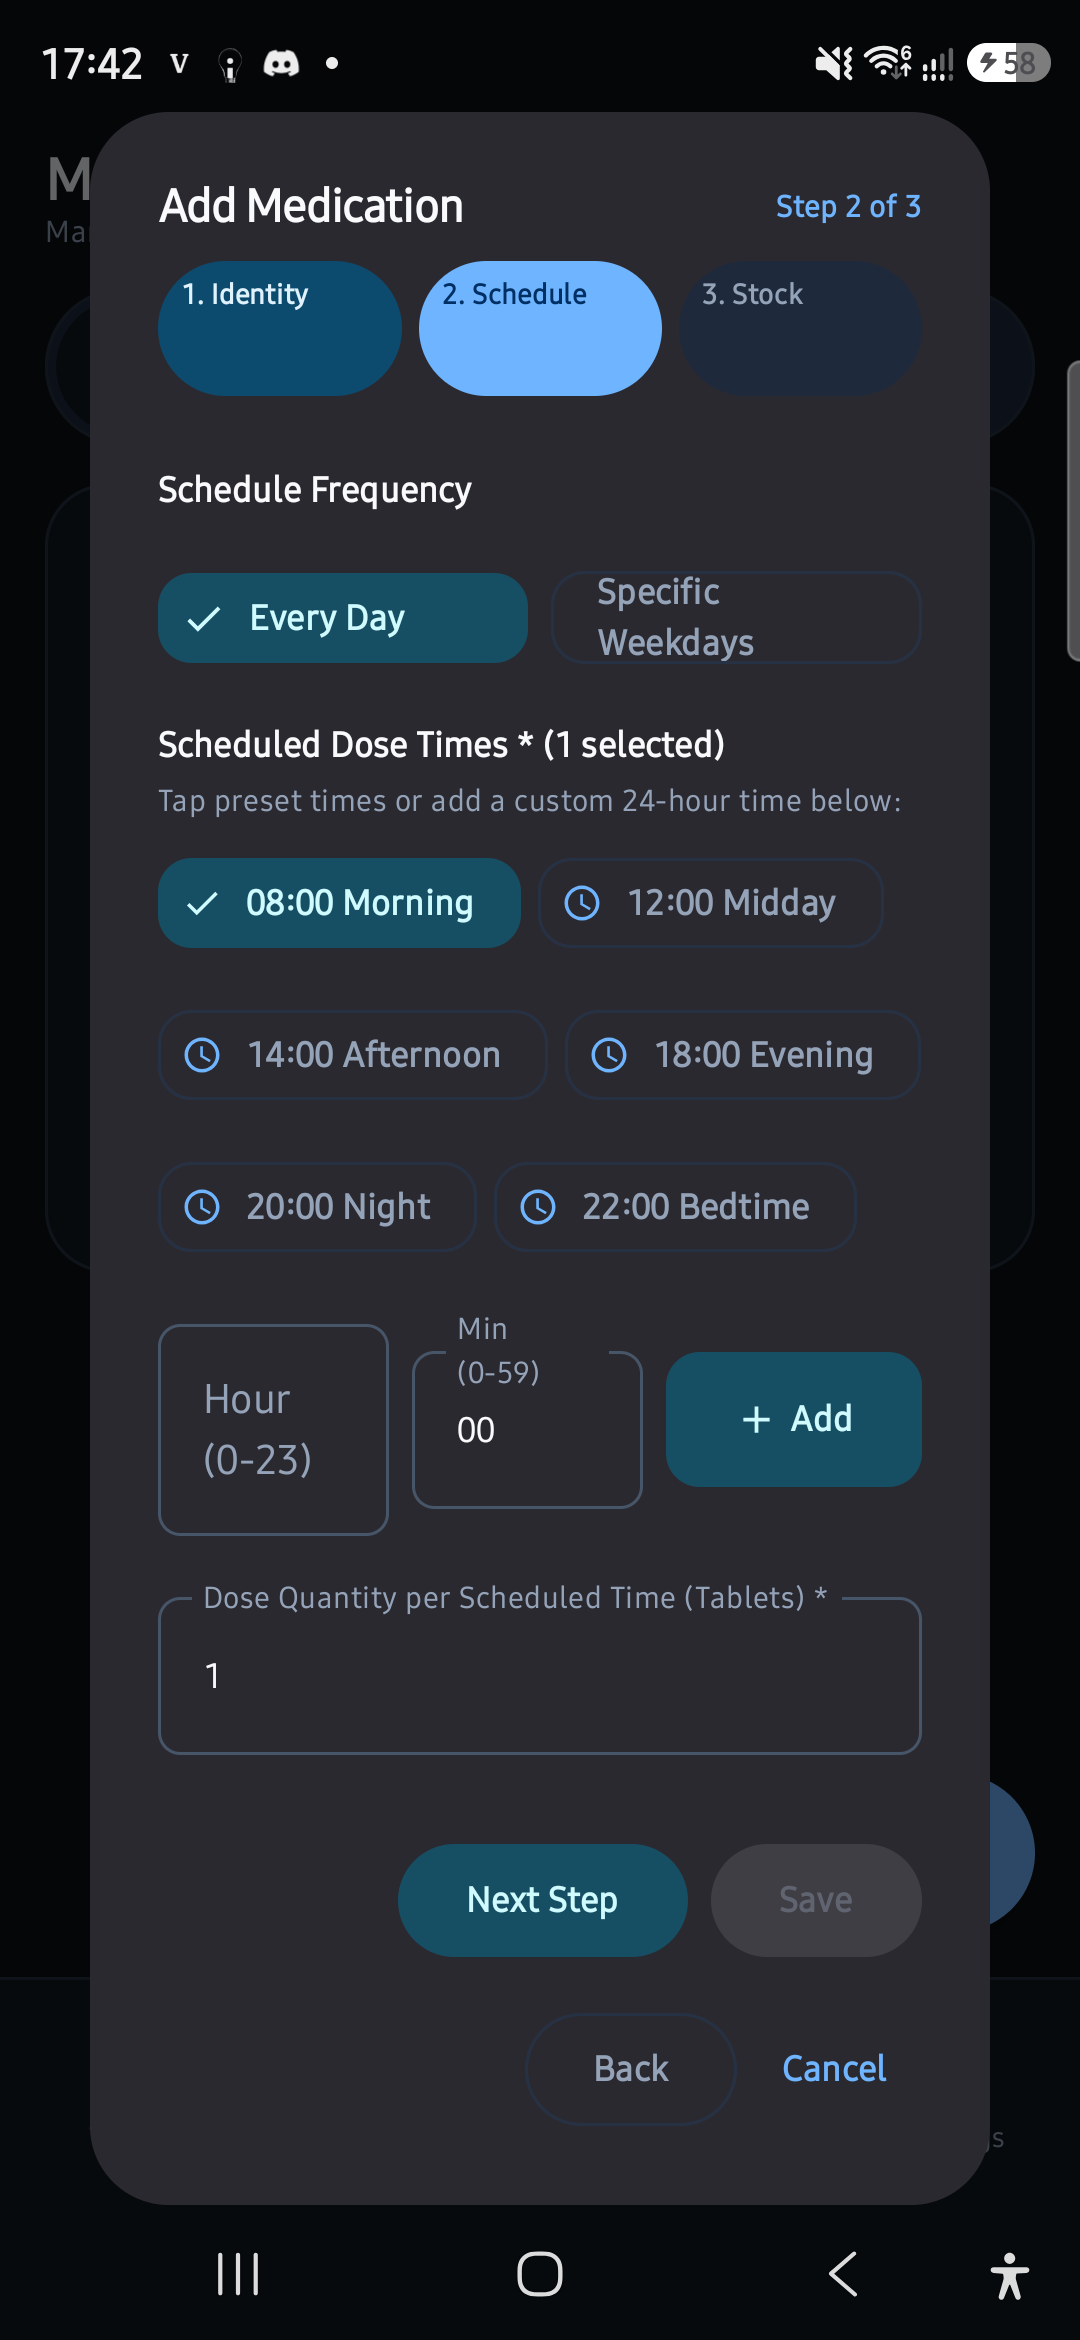 17:42 V 6 58
M
Ma
Add Medication
Step 2 of 3
1. Identity
2. Schedule
3. Stock
Schedule Frequency
Every Day
Specific
Weekdays
Scheduled Dose Times * (1 selected)
Tap preset times or add a custom 24-hour time below:
08:00 Morning
12:00 Midday
14:00 Afternoon
18:00 Evening
20:00 Night
22:00 Bedtime
Hour
(0-23)
Min
(0-59)
00
+ Add
Dose Quantity per Scheduled Time (Tablets) *
1
Next Step
Save
Back
Cancel
s